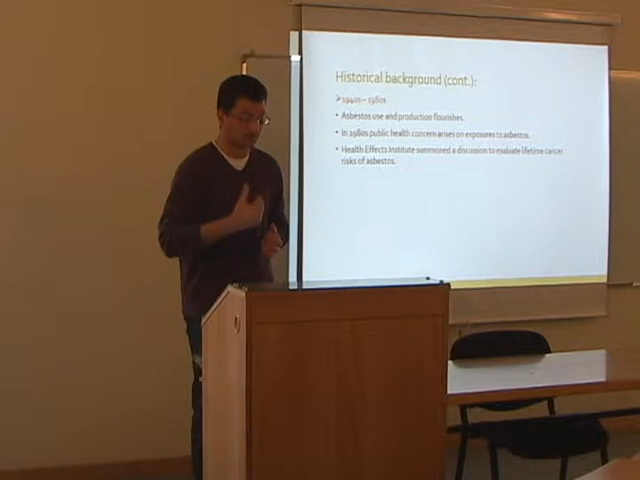 Historical background (cont.):
➢1940s – 1980s
• Asbestos use and production flourishes.
• in 1980s public health concern arises on exposures to asbestos.
• Health Effects Institute summoned a discussion to evaluate lifetime cancer
risks of asbestos.